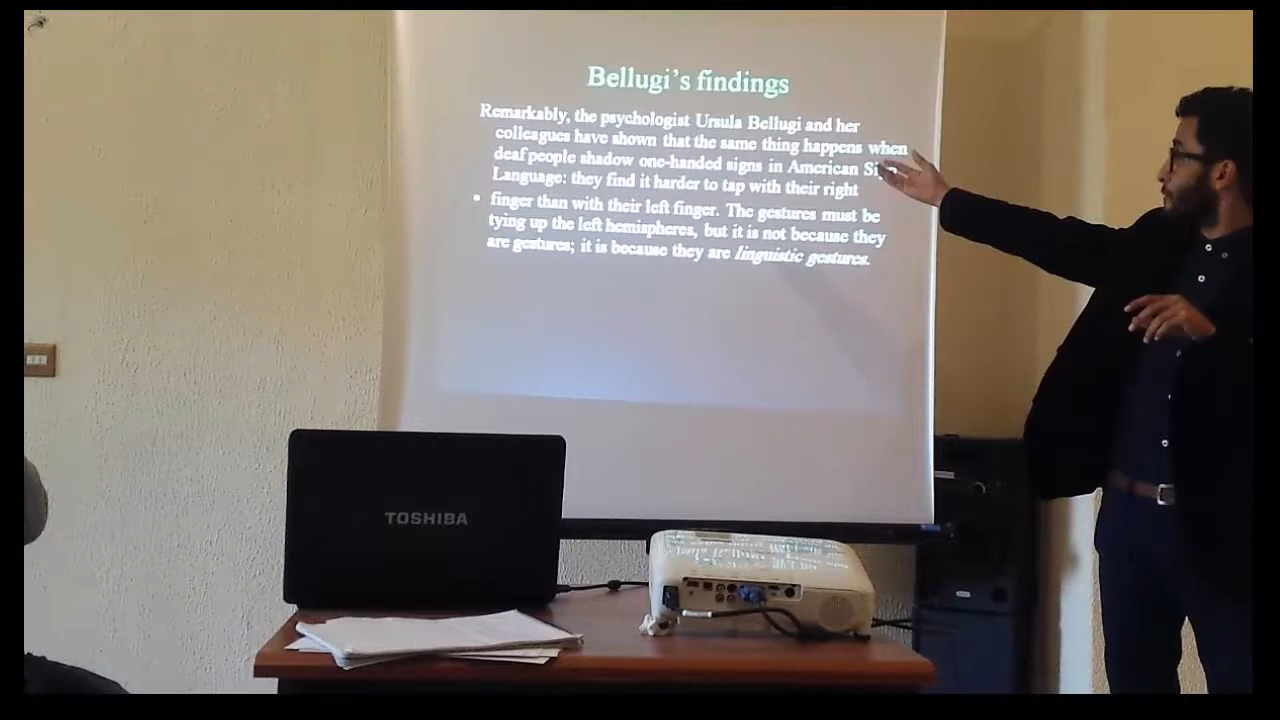 Bellugi's findings
Remarkably, the psychologist Ursula Bellugi and her
colleagues have shown that the same thing happens when
deaf people shadow one-handed signs in American
Language: they find it harder to tap with their right
• finger than with their left finger. The gestures must be
tying up the left hemispheres, but it is not because they
are gestures; it is because they are linguistic gestures.
TOSHIBA